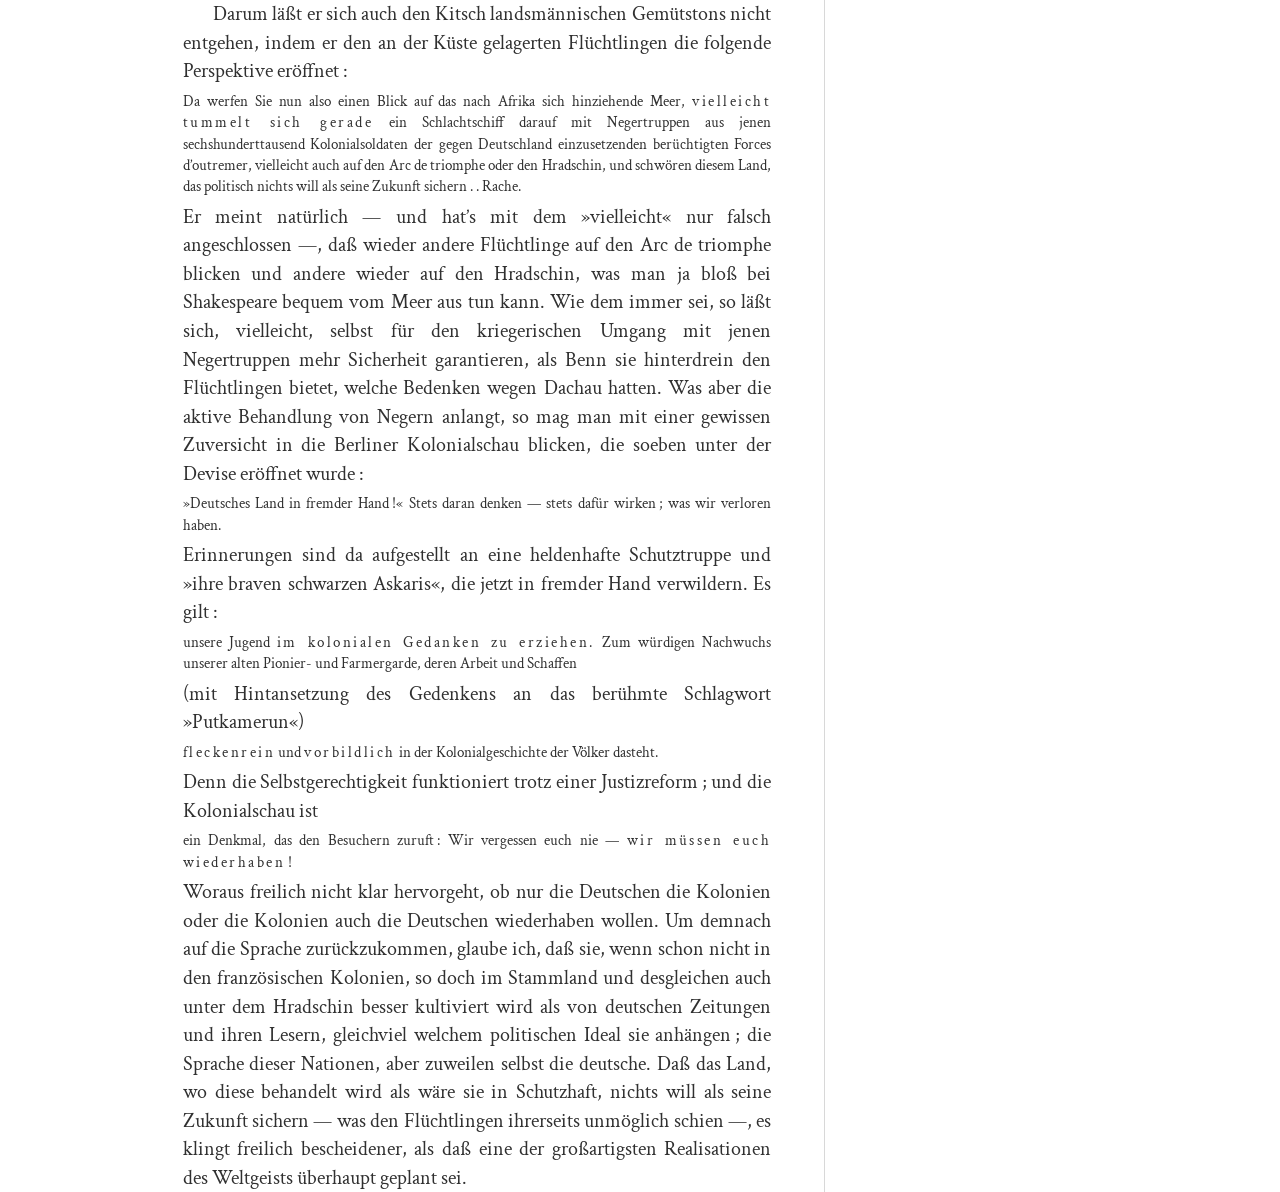 Darum läßt er sich auch den Kitsch landsmännischen Gemütstons nicht
entgehen, indem er den an der Küste gelagerten Flüchtlingen die folgende
Perspektive eröffnet :
Da werfen Sie nun also einen Blick auf das nach Afrika sich hinziehende Meer, vielleicht
tummelt sich gerade ein Schlachtschiff darauf mit Negertruppen aus jenen
sechshunderttausend Kolonialsoldaten der gegen Deutschland einzusetzenden berüchtigten Forces
d’outremer, vielleicht auch auf den Arc de triomphe oder den Hradschin, und schwören diesem Land,
das politisch nichts will als seine Zukunft sichern . . Rache.
Er meint natürlich — und hat’s mit dem »vielleicht« nur falsch
angeschlossen —, daß wieder andere Flüchtlinge auf den Arc de triomphe
blicken und andere wieder auf den Hradschin, was man ja bloß bei
Shakespeare bequem vom Meer aus tun kann. Wie dem immer sei, so läßt
sich, vielleicht, selbst für den kriegerischen Umgang mit jenen
Negertruppen mehr Sicherheit garantieren, als Benn sie hinterdrein den
Flüchtlingen bietet, welche Bedenken wegen Dachau hatten. Was aber die
aktive Behandlung von Negern anlangt, so mag man mit einer gewissen
Zuversicht in die Berliner Kolonialschau blicken, die soeben unter der
Devise eröffnet wurde :
»Deutsches Land in fremder Hand !« Stets daran denken — stets dafür wirken ; was wir verloren
haben.
Erinnerungen sind da aufgestellt an eine heldenhafte Schutztruppe und
»ihre braven schwarzen Askaris«, die jetzt in fremder Hand verwildern. Es
gilt :
unsere Jugend im kolonialen Gedanken zu erziehen. Zum würdigen Nachwuchs
unserer alten Pionier- und Farmergarde, deren Arbeit und Schaffen
(mit Hintansetzung des Gedenkens an das berühmte Schlagwort
»Putkamerun«)
fleckenrein und vorbildlich in der Kolonialgeschichte der Völker dasteht.
Denn die Selbstgerechtigkeit funktioniert trotz einer Justizreform ; und die
Kolonialschau ist
ein Denkmal, das den Besuchern zuruft : Wir vergessen euch nie — wir müssen euch
wiederhaben !
Woraus freilich nicht klar hervorgeht, ob nur die Deutschen die Kolonien
oder die Kolonien auch die Deutschen wiederhaben wollen. Um demnach
auf die Sprache zurückzukommen, glaube ich, daß sie, wenn schon nicht in
den französischen Kolonien, so doch im Stammland und desgleichen auch
unter dem Hradschin besser kultiviert wird als von deutschen Zeitungen
und ihren Lesern, gleichviel welchem politischen Ideal sie anhängen ; die
Sprache dieser Nationen, aber zuweilen selbst die deutsche. Daß das Land,
wo diese behandelt wird als wäre sie in Schutzhaft, nichts will als seine
Zukunft sichern — was den Flüchtlingen ihrerseits unmöglich schien —, es
klingt freilich bescheidener, als daß eine der großartigsten Realisationen
des Weltgeists überhaupt geplant sei.